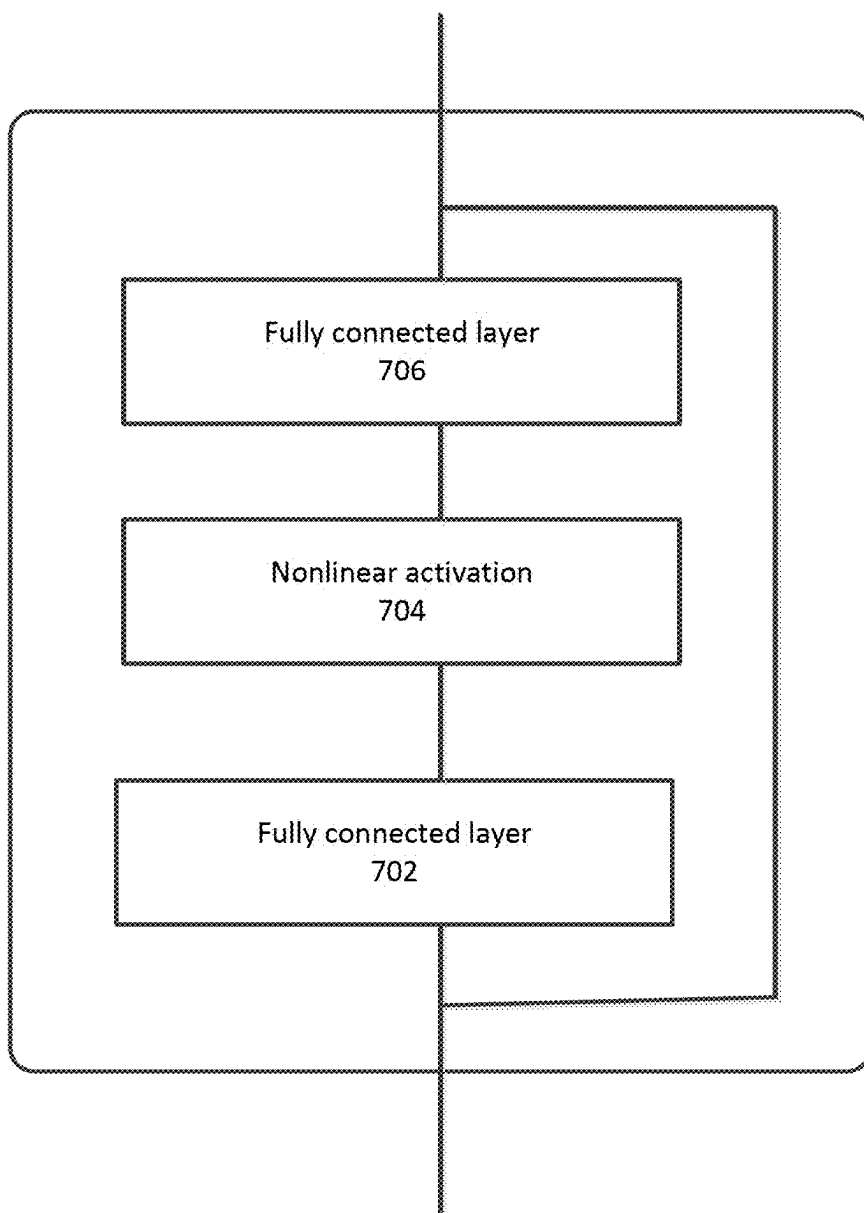 Fully connected layer
706
Nonlinear activation
704
Fully connected layer
702